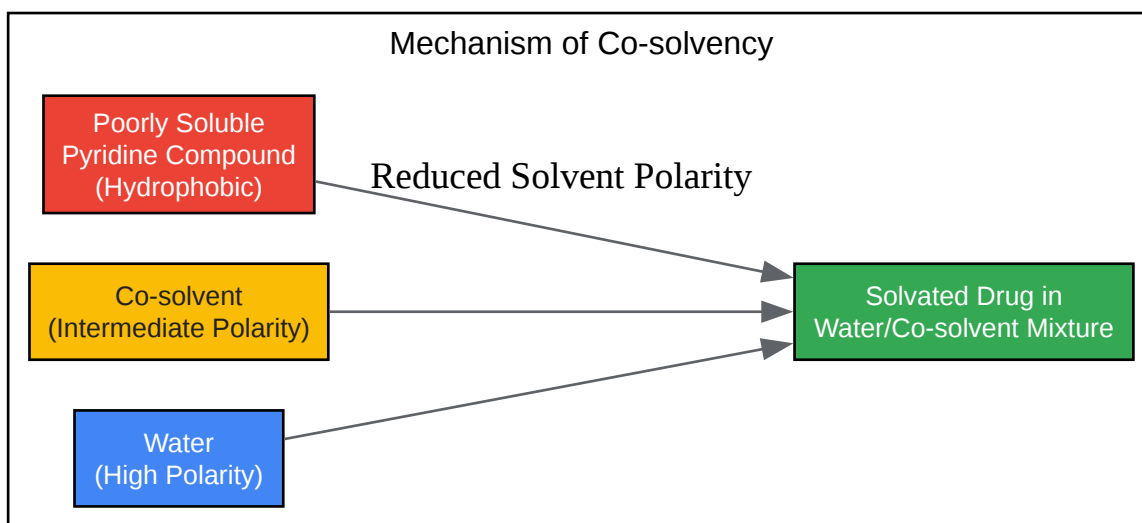 Mechanism of Co-solvency
Poorly Soluble
Pyridine Compound
(Hydrophobic)
Reduced Solvent Polarity
Co-solvent
(Intermediate Polarity)
Solvated Drug in
Water/Co-solvent Mixture
Water
(High Polarity)